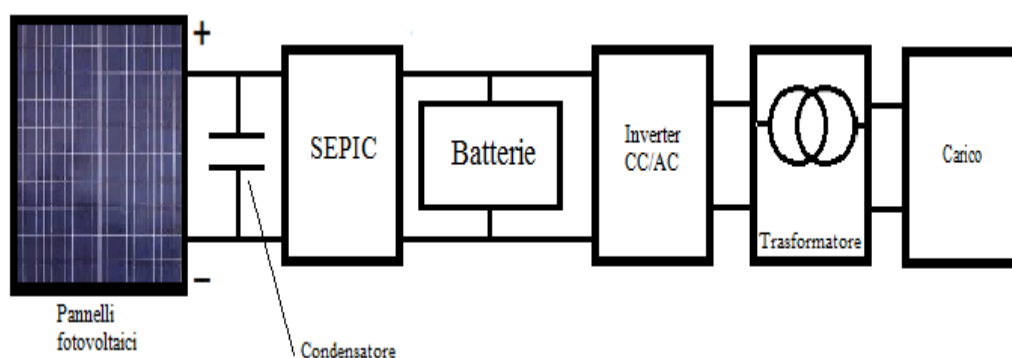 +
SEPIC
Batterie
Inverter
CC/AC
Trasformatore
Carico
−
Pannelli
fotovoltaici
Condensatore